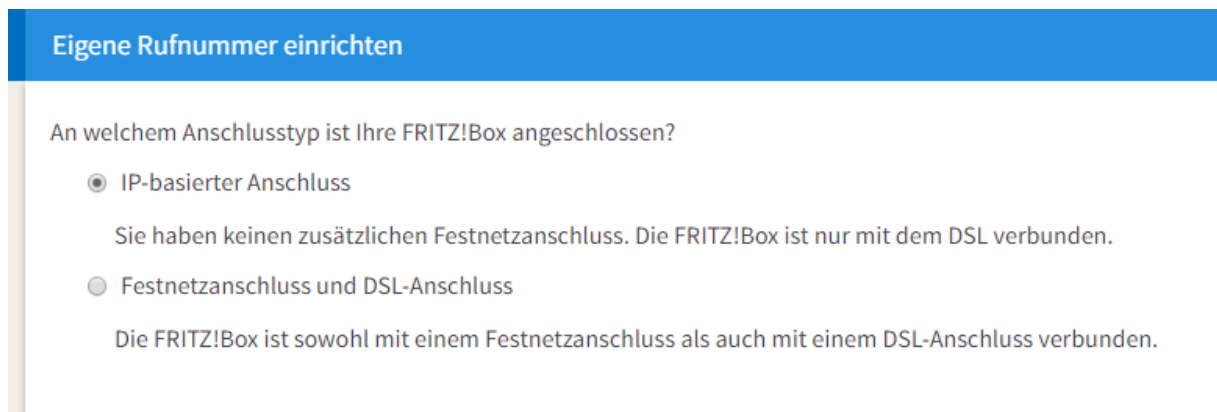 Eigene Rufnummer einrichten
An welchem Anschlusstyp ist Ihre FRITZ!Box angeschlossen?
IP-basierter Anschluss
Sie haben keinen zusätzlichen Festnetzanschluss. Die FRITZ!Box ist nur mit dem DSL verbunden.
Festnetzanschluss und DSL-Anschluss
Die FRITZ!Box ist sowohl mit einem Festnetzanschluss als auch mit einem DSL-Anschluss verbunden.